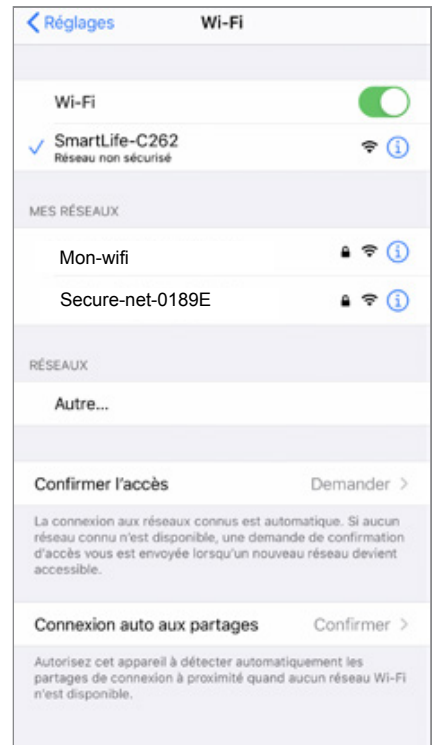 Réglages
Wi-Fi
Wi-Fi
SmartLife-C262
Réseau non sécurisé
MES RÉSEAUX
Mon-wifi
Secure-net-0189E
RÉSEAUX
Autre...
Confirmer l'accès Demander
La connexion aux réseaux connus est automatique. Si aucun
réseau connu n'est disponible, une demande de confirmation
d'accès vous est envoyée lorsqu'un nouveau réseau devient
accessible.
Connexion auto aux partages Confirmer
Autorisez cet appareil à détecter automatiquement les
partages de connexion à proximité quand aucun réseau Wi-Fi
n'est disponible.